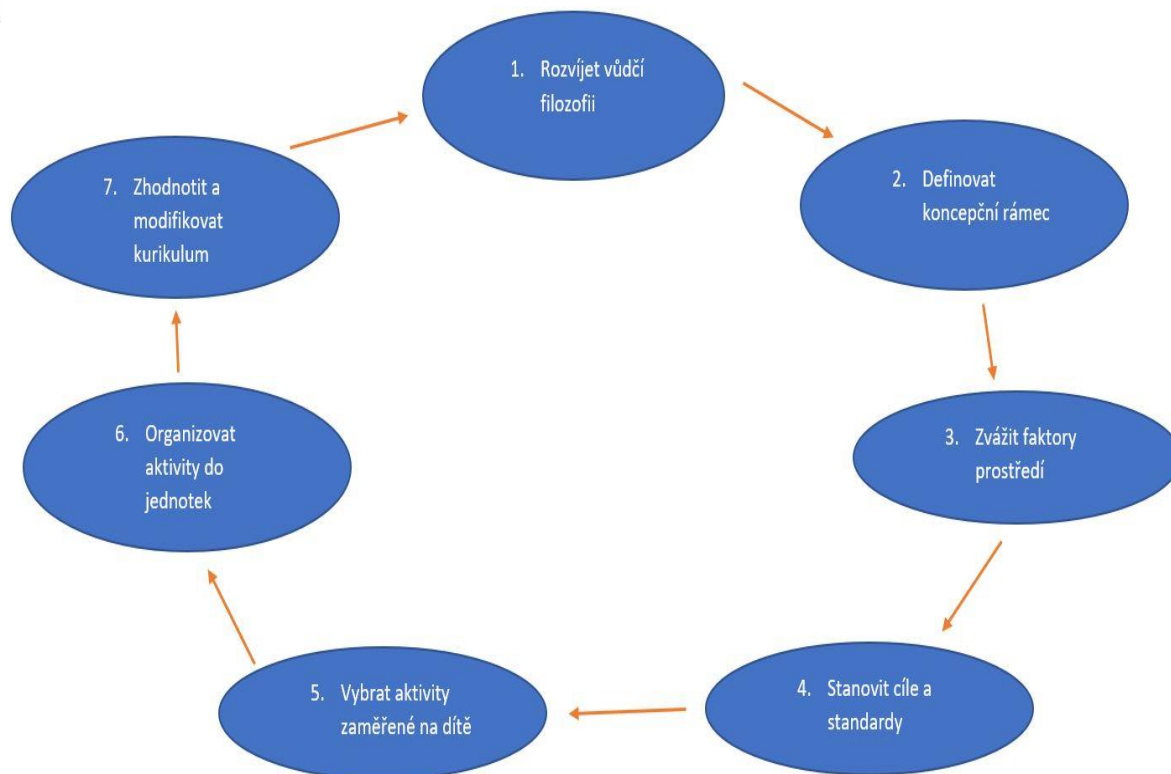 1. Rozvíjet vůdčí
filozofii
2. Definovat
koncepční rámec
3. Zvážit faktory
prostředí
4. Stanovit cíle a
standardy
5. Vybrat aktivity
zaměřené na dítě
6. Organizovat
aktivity do
jednotek
7. Zhodnotit a
modifikovat
kurikulum